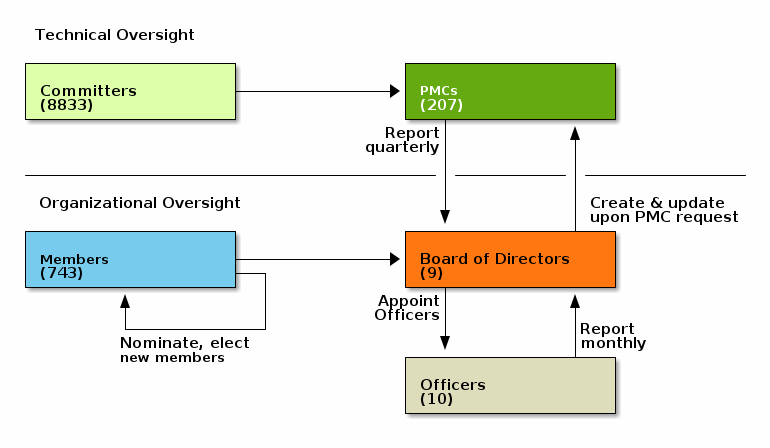 Technical Oversight
Committers
(8833)
PMCs
(207)
Report
quarterly
Organizational Oversight
Create & update
upon PMC request
Members
(743)
Board of Directors
(9)
Appoint
Officers
Nominate, elect
new members
Report
monthly
Officers
(10)